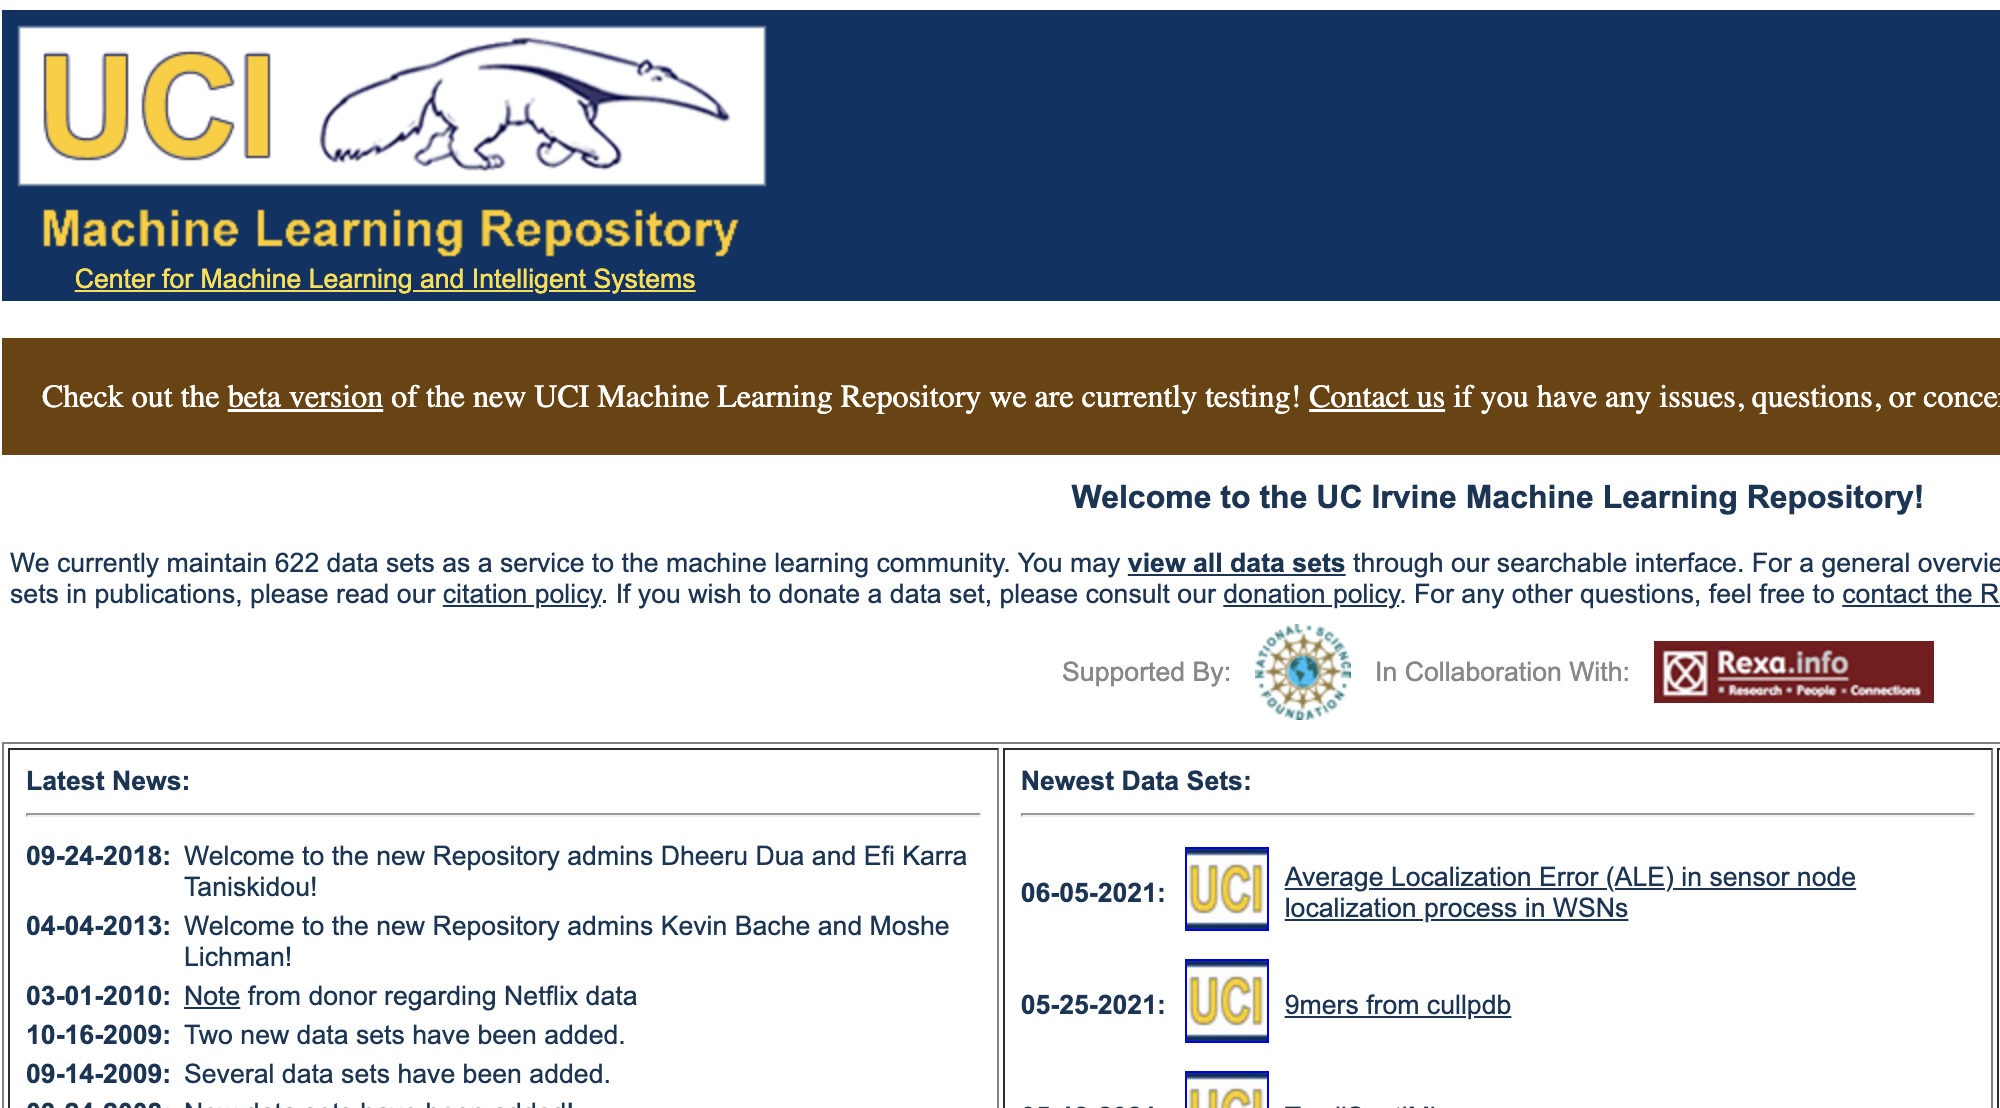 UCI
Machine Learning Repository
Center for Machine Learning and Intelligent Systems
Check out the beta version of the new UCI Machine Learning Repository we are currently testing! Contact us if you have any issues, questions, or
Welcome to the UC Irvine Machine Learning Repository!
We currently maintain 622 data sets as a service to the machine learning community. You may view all data sets through our searchable interface. For a general
sets in publications, please read our citation policy. If you wish to donate a data set, please consult our donation policy. For any other questions, feel free to contact the
Supported By: NATIONAL SCIENCE FOUNDATION In Collaboration With: Rexa.info
Research • People • Connections
Latest News:
09-24-2018: Welcome to the new Repository admins Dheeru Dua and Efi Karra
Taniskidou!
04-04-2013: Welcome to the new Repository admins Kevin Bache and Moshe
Lichman!
03-01-2010: Note from donor regarding Netflix data
10-16-2009: Two new data sets have been added.
09-14-2009: Several data sets have been added.
Newest Data Sets:
06-05-2021: UCI Average Localization Error (ALE) in sensor node
localization process in WSNs
05-25-2021: UCI 9mers from cullpdb
UCI